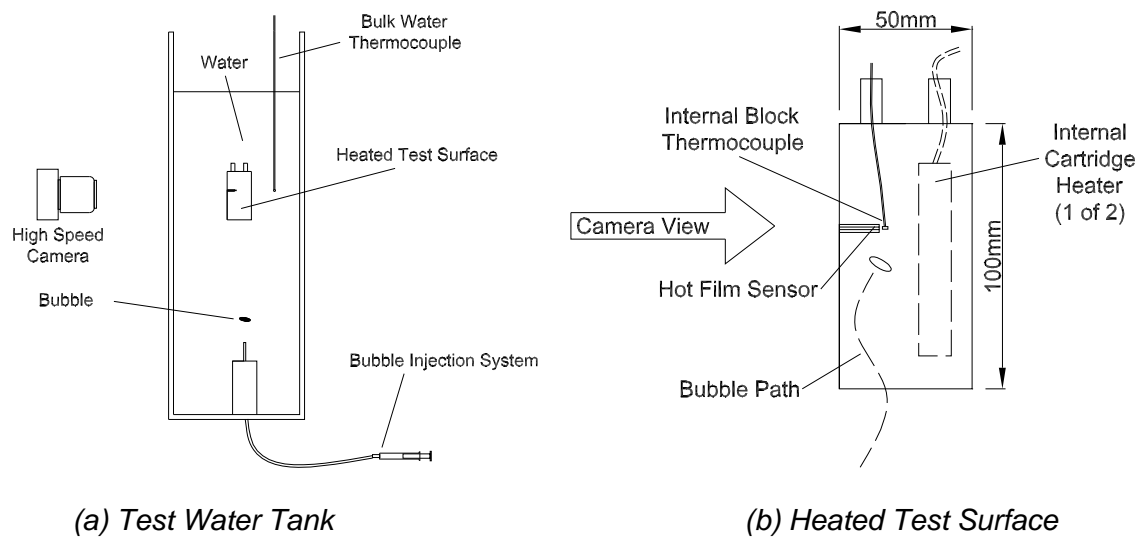 Bulk Water
Thermocouple
Water
Heated Test Surface
High Speed
Camera
Bubble
Bubble Injection System
(a) Test Water Tank
50mm
Internal Block
Thermocouple
Internal
Cartridge
Heater
(1 of 2)
Camera View
Hot Film Sensor
100mm
Bubble Path
(b) Heated Test Surface